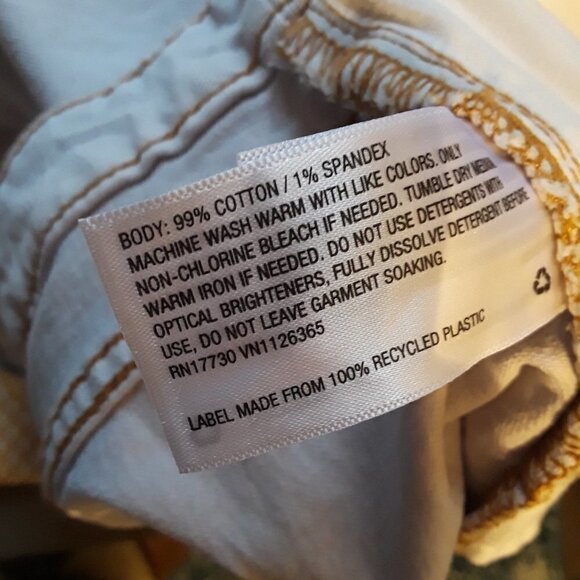 BODY: 99% COTTON / 1% SPANDEX
MACHINE WASH WARM WITH LIKE COLORS. ONLY
NON-CHLORINE BLEACH IF NEEDED. TUMBLE DRY MEDIUM.
WARM IRON IF NEEDED. DO NOT USE DETERGENTS WITH
OPTICAL BRIGHTENERS, FULLY DISSOLVE DETERGENT BEFORE
USE, DO NOT LEAVE GARMENT SOAKING.
RN17730 VN1126365
LABEL MADE FROM 100% RECYCLED PLASTIC